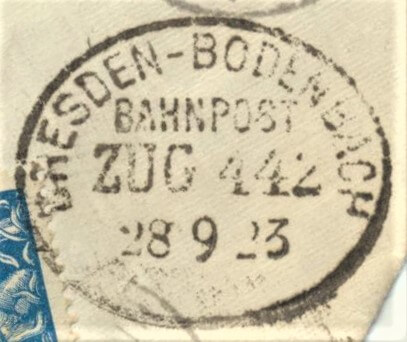 DRESDEN-BODENBACH
BAHNPOST
ZUG 442
28 9 23